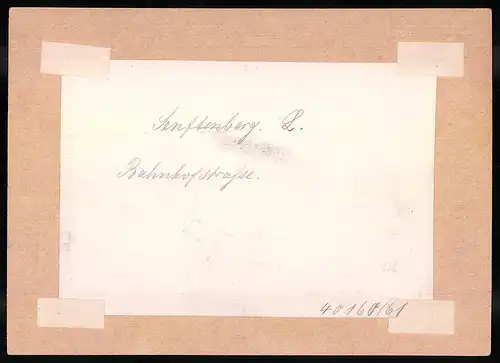 Senftenberg. L.
Bahnhofstraße.
40160/61